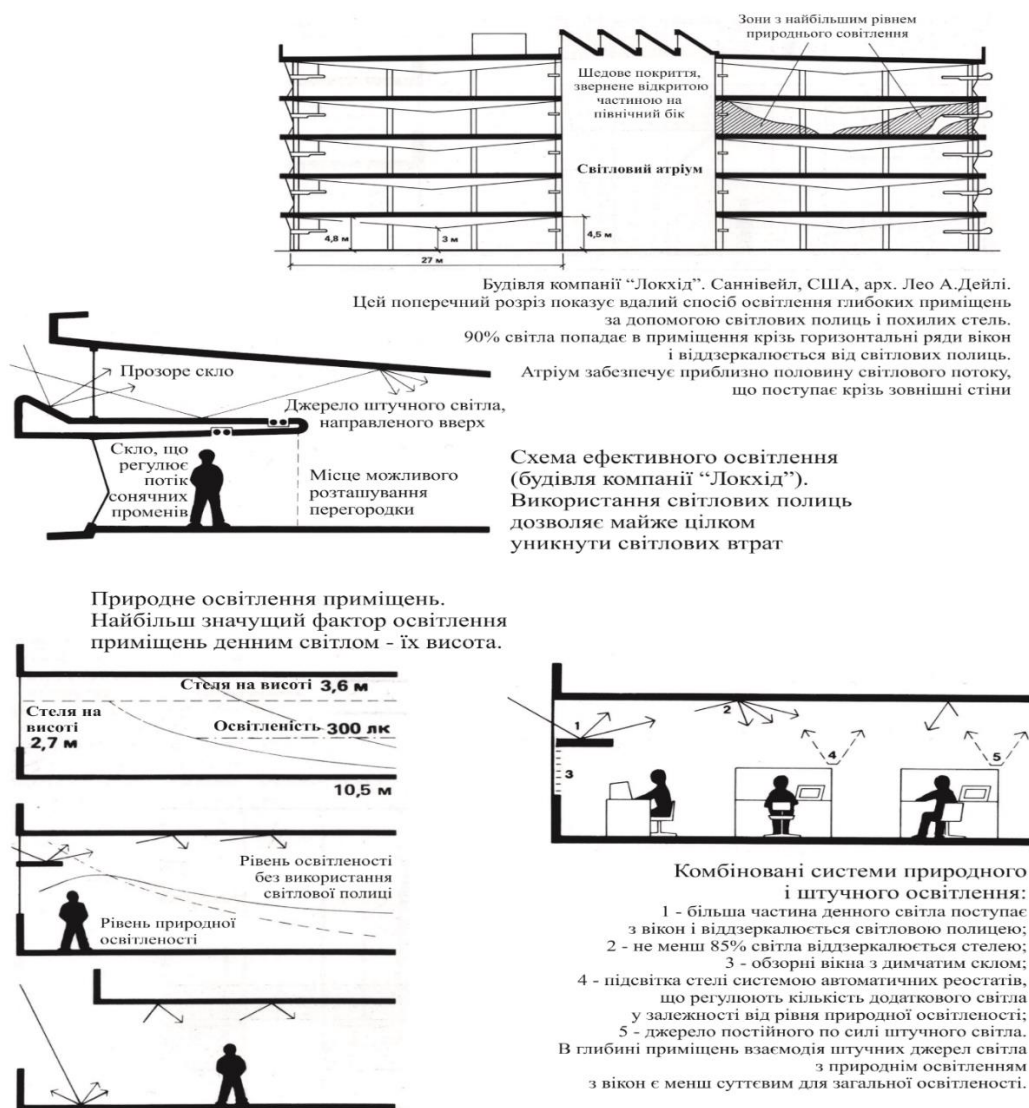 Зони з найбільшим рівнем
природнього совітлення
Шедове покриття,
звернене відкритою
частиною на
північний бік
Світловий атріум
4,8 м
3 м
4,5 м
27 м
Будівля компанії “Локхід”. Саннівейл, США, арх. Лео А.Дейлі.
Цей поперечний розріз показує вдалий спосіб освітлення глибоких приміщень
за допомогою світлових полиць і похилих стель.
90% світла попадає в приміщення крізь горизонтальні ряди вікон
і віддзеркалюється від світлових полиць.
Атріум забезпечує приблизно половину світлового потоку,
що поступає крізь зовнішні стіни
Прозоре скло
Джерело штучного світла,
направленого вверх
Скло, що
регулює
потік
сонячних
променів
Місце можливого
розташування
перегородки
Схема ефективного освітлення
(будівля компанії “Локхід”).
Використання світлових полиць
дозволяє майже цілком
уникнути світлових втрат
Природне освітлення приміщень.
Найбільш значущий фактор освітлення
приміщень денним світлом - їх висота.
Стеля на висоті 3,6 м
Стеля на
висоті
2,7 м
Освітленість 300 лк
10,5 м
Рівень освітленості
без використання
світлової полиці
Рівень природної
освітленості
1
2
3
4
5
Комбіновані системи природного
і штучного освітлення:
1 - більша частина денного світла поступає
з вікон і віддзеркалюється світловою полицею;
2 - не менш 85% світла віддзеркалюється стелею;
3 - обзорні вікна з димчатим склом;
4 - підсвітка стелі системою автоматичних реостатів,
що регулюють кількість додаткового світла
у залежності від рівня природної освітленості;
5 - джерело постійного по силі штучного світла.
В глибині приміщень взаємодія штучних джерел світла
з природнім освітленням
з вікон є менш суттєвим для загальної освітленості.